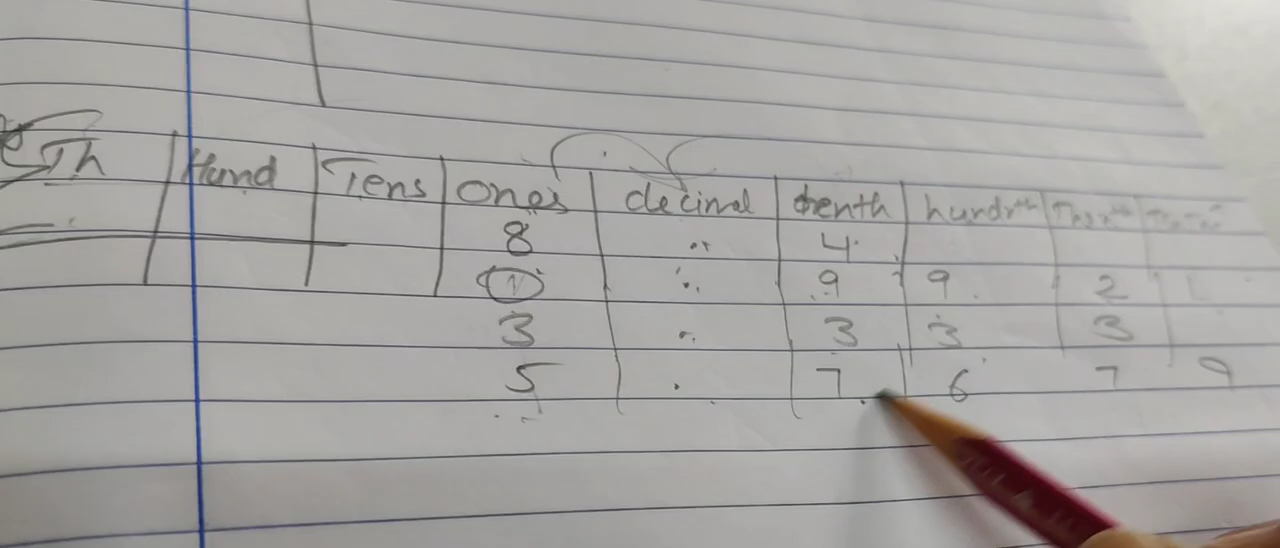 Th Hund Tens Ones decimal tenth hundrth
8 . 4
1 . 9 9 2
3 . 3 3 3
5 . 7 6 7 9